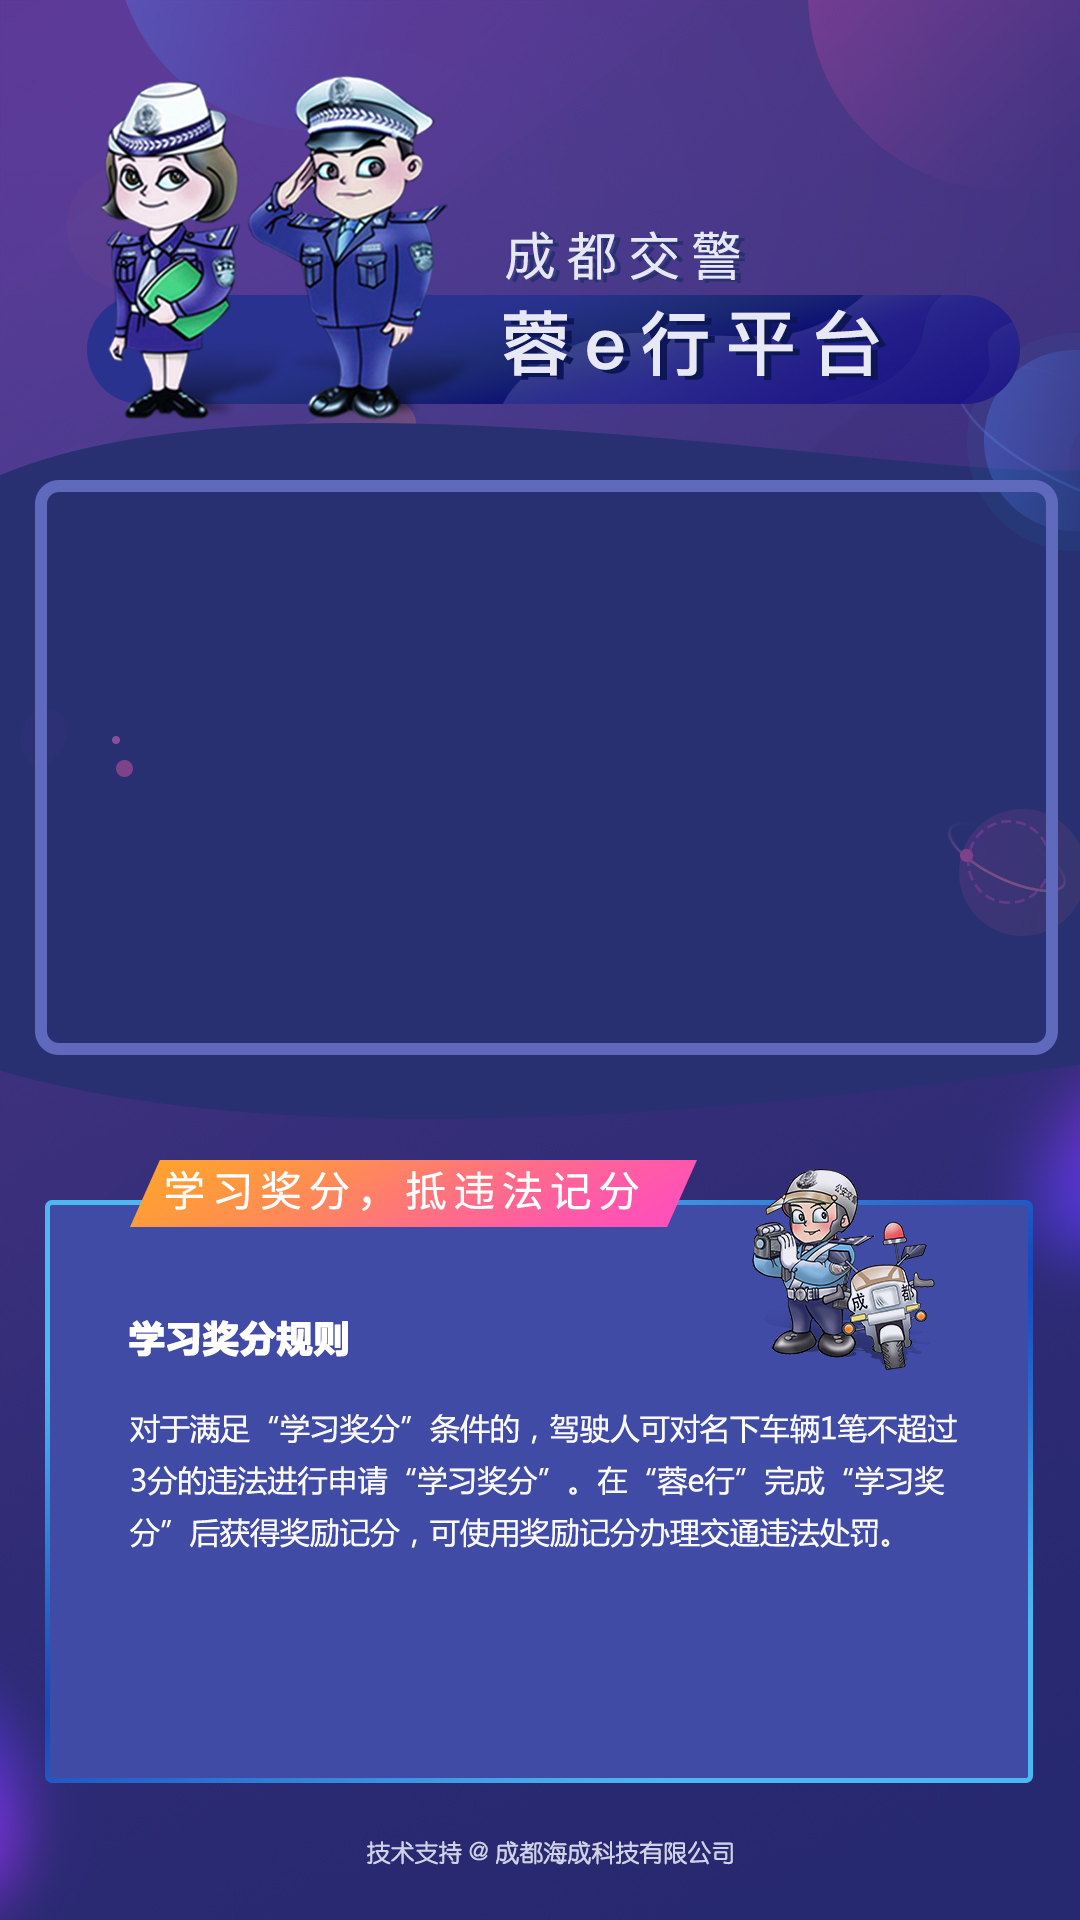 成都交警
蓉e行平台
学习奖分，抵违法记分
公安交警
成 都
学习奖分规则
对于满足“学习奖分”条件的，驾驶人可对名下车辆1笔不超过
3分的违法进行申请“学习奖分”。在“蓉e行”完成“学习奖
分”后获得奖励记分，可使用奖励记分办理交通违法处罚。
技术支持 @ 成都海成科技有限公司